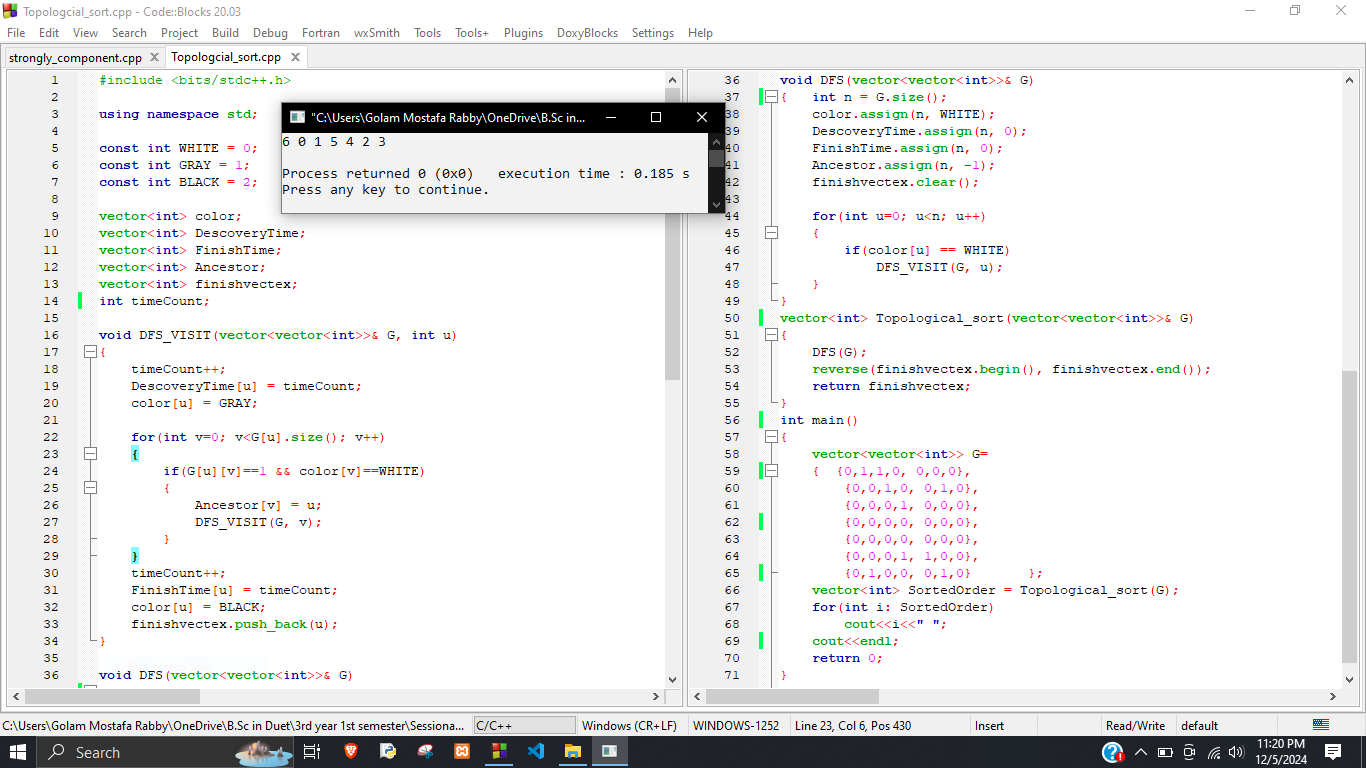 Topologcial_sort.cpp - Code::Blocks 20.03
File Edit View Search Project Build Debug Fortran wxSmith Tools Tools+ Plugins DoxyBlocks Settings Help
strongly_component.cpp Topologcial_sort.cpp
1 #include <bits/stdc++.h>
2
3 using namespace std;
4
5 const int WHITE = 0;
6 const int GRAY = 1;
7 const int BLACK = 2;
8
9 vector<int> color;
10 vector<int> DescoveryTime;
11 vector<int> FinishTime;
12 vector<int> Ancestor;
13 vector<int> finishvectex;
14 int timeCount;
15
16 void DFS_VISIT(vector<vector<int>>& G, int u)
17 {
18 timeCount++;
19 DescoveryTime[u] = timeCount;
20 color[u] = GRAY;
21
22 for(int v=0; v<G[u].size(); v++)
23 {
24 if(G[u][v]==1 && color[v]==WHITE)
25 {
26 Ancestor[v] = u;
27 DFS_VISIT(G, v);
28 }
29 }
30 timeCount++;
31 FinishTime[u] = timeCount;
32 color[u] = BLACK;
33 finishvectex.push_back(u);
34 }
35
36 void DFS(vector<vector<int>>& G)
"C:\Users\Golam Mostafa Rabby\OneDrive\B.Sc in...
6 0 1 5 4 2 3
Process returned 0 (0x0) execution time : 0.185 s
Press any key to continue.
36 void DFS(vector<vector<int>>& G)
37 { int n = G.size();
38 color.assign(n, WHITE);
39 DescoveryTime.assign(n, 0);
40 FinishTime.assign(n, 0);
41 Ancestor.assign(n, -1);
42 finishvectex.clear();
43
44 for(int u=0; u<n; u++)
45 {
46 if(color[u] == WHITE)
47 DFS_VISIT(G, u);
48 }
49 }
50 vector<int> Topological_sort(vector<vector<int>>& G)
51 {
52 DFS(G);
53 reverse(finishvectex.begin(), finishvectex.end());
54 return finishvectex;
55 }
56 int main()
57 {
58 vector<vector<int>> G=
59 { {0,1,1,0, 0,0,0},
60 {0,0,1,0, 0,1,0},
61 {0,0,0,1, 0,0,0},
62 {0,0,0,0, 0,0,0},
63 {0,0,0,0, 0,0,0},
64 {0,0,0,1, 1,0,0},
65 {0,1,0,0, 0,1,0} };
66 vector<int> SortedOrder = Topological_sort(G);
67 for(int i: SortedOrder)
68 cout<<i<<" ";
69 cout<<endl;
70 return 0;
71 }
C:\Users\Golam Mostafa Rabby\OneDrive\B.Sc in Duet\3rd year 1st semester\Sessiona... C/C++ Windows (CR+LF) WINDOWS-1252 Line 23, Col 6, Pos 430 Insert Read/Write default
Search
11:20 PM
12/5/2024